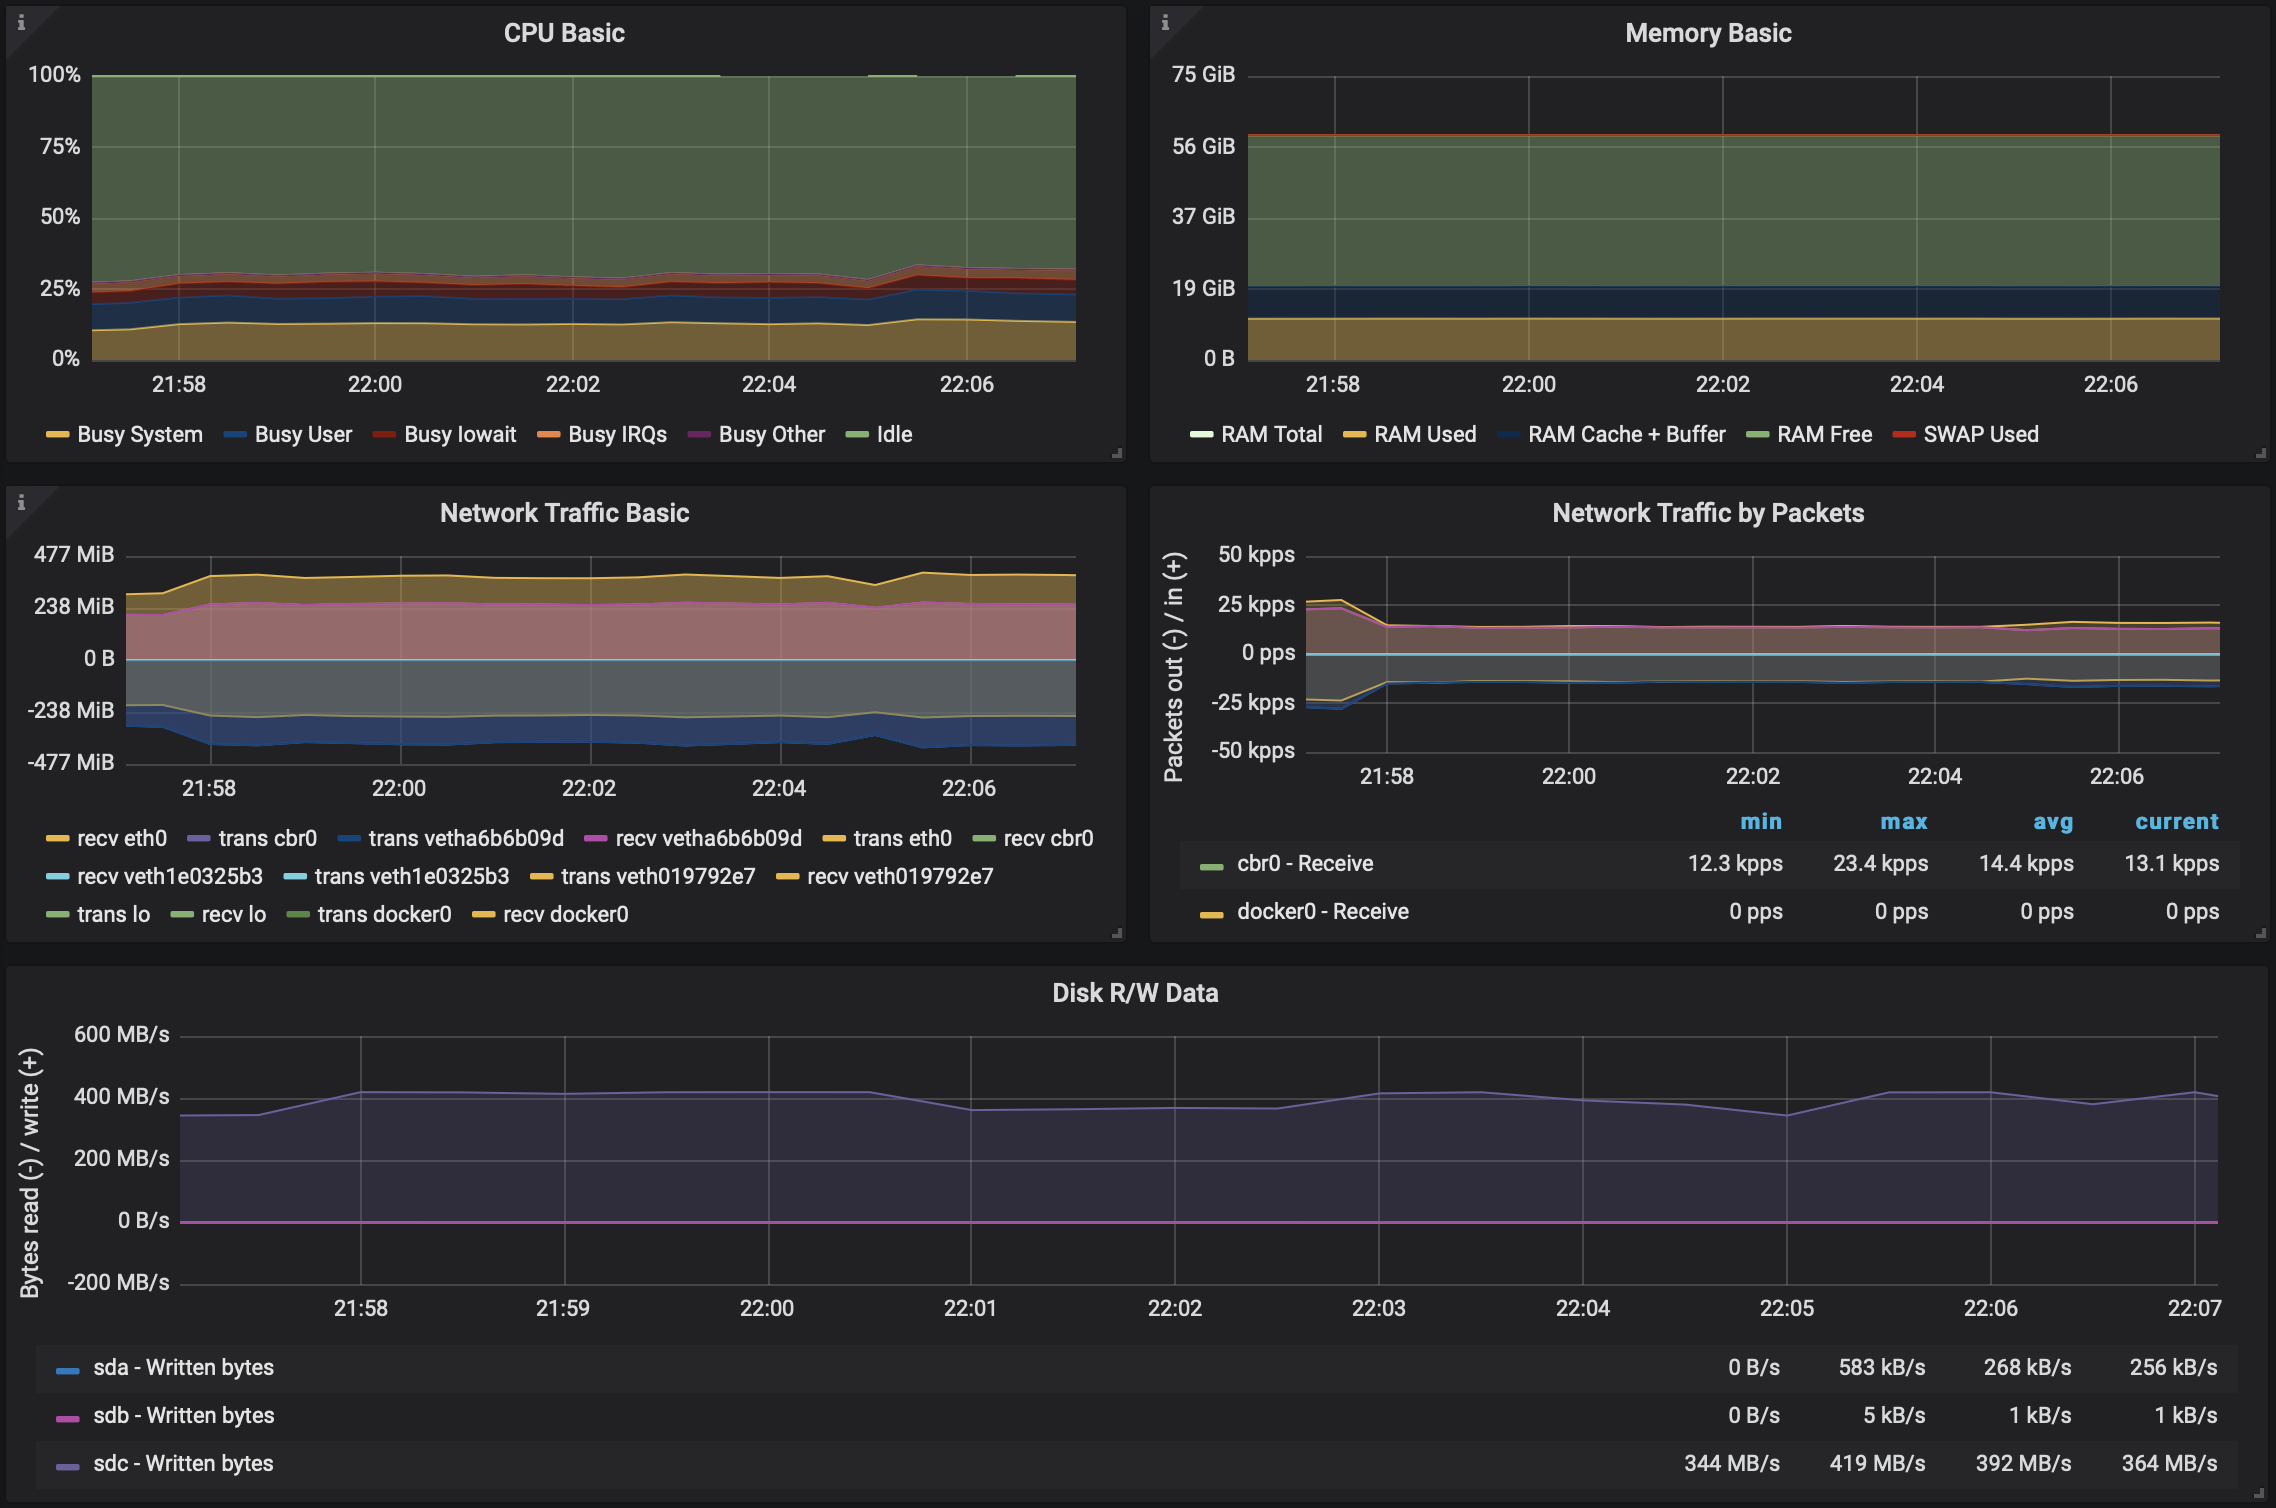 CPU Basic
100%
75%
50%
25%
0%
21:58 22:00 22:02 22:04 22:06
Busy System Busy User Busy Iowait Busy IRQs Busy Other Idle
Memory Basic
75 GiB
56 GiB
37 GiB
19 GiB
0 B
21:58 22:00 22:02 22:04 22:06
RAM Total RAM Used RAM Cache + Buffer RAM Free SWAP Used
Network Traffic Basic
477 MiB
238 MiB
0 B
-238 MiB
-477 MiB
21:58 22:00 22:02 22:04 22:06
recv eth0 trans cbr0 trans vetha6b6b09d recv vetha6b6b09d trans eth0 recv cbr0
recv veth1e0325b3 trans veth1e0325b3 trans veth019792e7 recv veth019792e7
trans lo recv lo trans docker0 recv docker0
Network Traffic by Packets
Packets out (-) / in (+)
50 kpps
25 kpps
0 pps
-25 kpps
-50 kpps
21:58 22:00 22:02 22:04 22:06
min max avg current
cbr0 - Receive 12.3 kpps 23.4 kpps 14.4 kpps 13.1 kpps
docker0 - Receive 0 pps 0 pps 0 pps 0 pps
Disk R/W Data
Bytes read (-) / write (+)
600 MB/s
400 MB/s
200 MB/s
0 B/s
-200 MB/s
21:58 21:59 22:00 22:01 22:02 22:03 22:04 22:05 22:06 22:07
sda - Written bytes 0 B/s 583 kB/s 268 kB/s 256 kB/s
sdb - Written bytes 0 B/s 5 kB/s 1 kB/s 1 kB/s
sdc - Written bytes 344 MB/s 419 MB/s 392 MB/s 364 MB/s